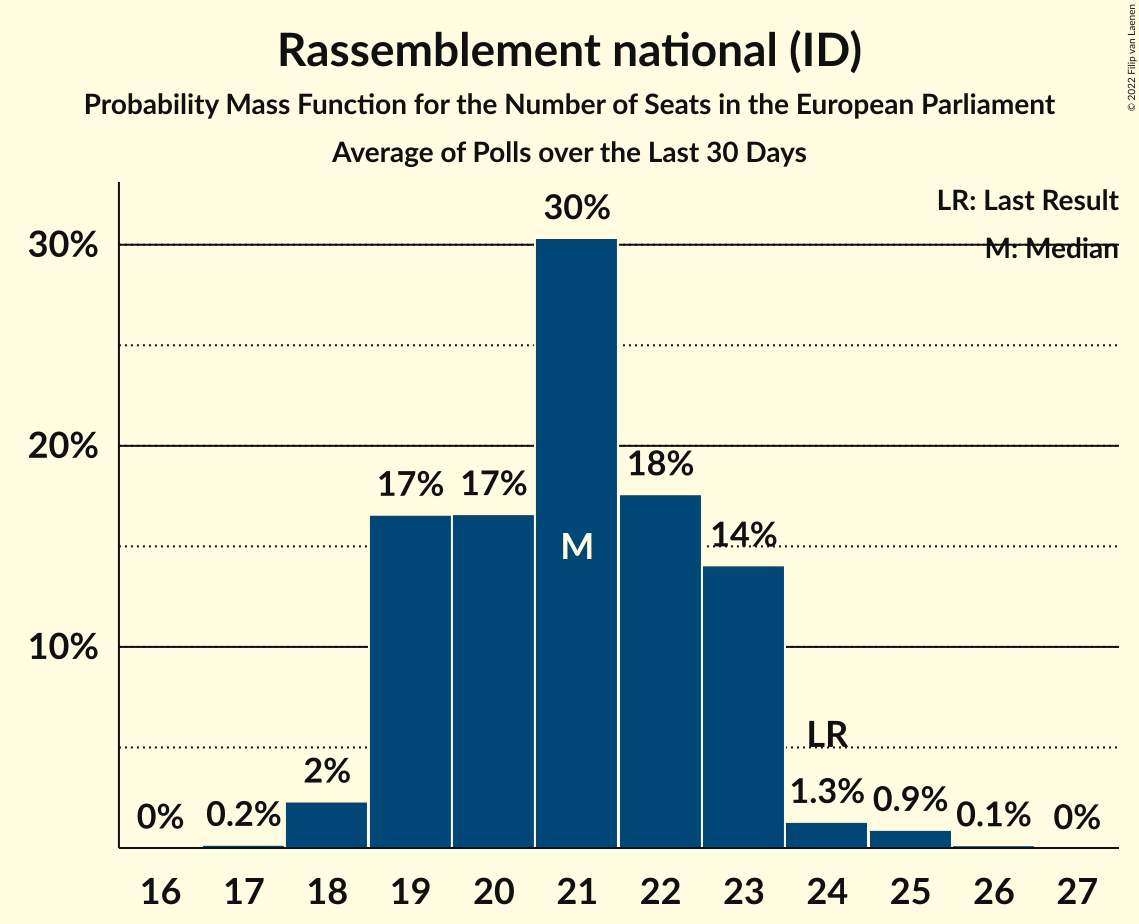 Rassemblement national (ID)
Probability Mass Function for the Number of Seats in the European Parliament
Average of Polls over the Last 30 Days
© 2022 Filip van Laenen
LR: Last Result
M: Median
30%
20%
10%
0%
0.2%
2%
17%
17%
30%
M
18%
14%
LR
1.3%
0.9%
0.1%
0%
16 17 18 19 20 21 22 23 24 25 26 27